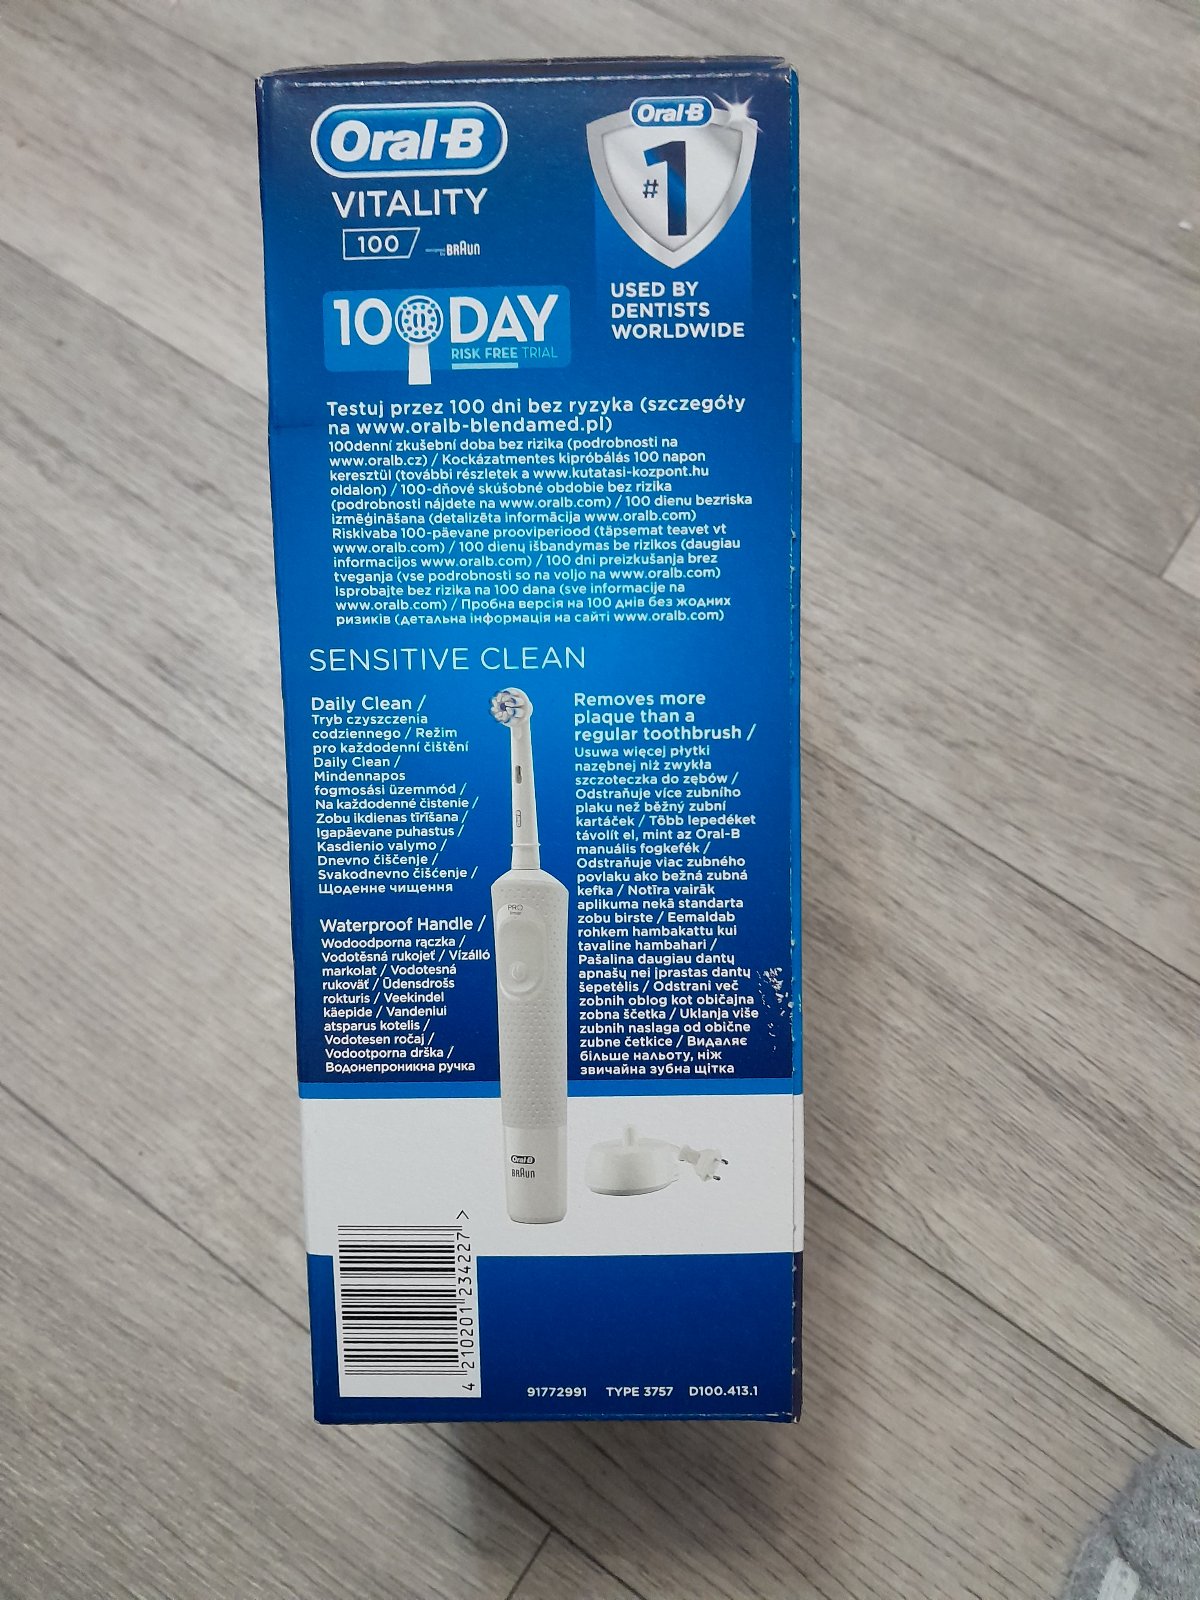 Oral-B
VITALITY
100 BRAUN
Oral-B
#1
USED BY
DENTISTS
WORLDWIDE
100 DAY
RISK FREE TRIAL
Testuj przez 100 dni bez ryzyka (szczegóły
na www.oralb-blendamed.pl)
100denní zkušební doba bez rizika (podrobnosti na
www.oralb.cz) / Kockázatmentes kipróbálás 100 napon
keresztül (további részletek a www.kutatasi-kozpont.hu
oldalon) / 100-dňové skúšobné obdobie bez rizika
(podrobnosti nájdete na www.oralb.com) / 100 dienu bezriska
izmēģināšana (detalizēta informācija www.oralb.com)
Riskivaba 100-päevane prooviperiood (täpsemat teavet vt
www.oralb.com) / 100 dienų išbandymas be rizikos (daugiau
informacijos www.oralb.com) / 100 dni preizkušanja brez
tveganja (vse podrobnosti so na voljo na www.oralb.com)
Isprobajte bez rizika na 100 dana (sve informacije na
www.oralb.com) / Пробна версія на 100 днів без жодних
ризиків (детальна інформація на сайті www.oralb.com)
SENSITIVE CLEAN
Daily Clean /
Tryb czyszczenia
codziennego / Režim
pro každodenní čištění
Daily Clean /
Mindennapos
fogmosási üzemmód /
Na každodenné čistenie /
Zobu ikdienas tīrīšana /
Igapäevane puhastus /
Kasdienio valymo /
Dnevno čiščenje /
Svakodnevno čišćenje /
Щоденне чищення
Waterproof Handle /
Wodoodporna rączka /
Vodotěsná rukojeť / Vízálló
markolat / Vodotesná
rukoväť / Ūdensdrošs
rokturis / Veekindel
käepide / Vandeniui
atsparus kotelis /
Vodotesen ročaj /
Vodootporna drška /
Водонепроникна ручка
Removes more
plaque than a
regular toothbrush /
Usuwa więcej płytki
nazębnej niż zwykła
szczoteczka do zębów /
Odstraňuje více zubního
plaku než běžný zubní
kartáček / Több lepedéket
távolít el, mint az Oral-B
manuális fogkefék /
Odstraňuje viac zubného
povlaku ako bežná zubná
kefka / Notīra vairāk
aplikuma nekā standarta
zobu birste / Eemaldab
rohkem hambakattu kui
tavaline hambahari /
Pašalina daugiau dantų
apnašų nei įprastas dantų
šepetėlis / Odstrani več
zobnih oblog kot običajna
zobna ščetka / Uklanja više
zubnih naslaga od obične
zubne četkice / Видаляє
більше нальоту, ніж
звичайна зубна щітка
PRO
timer
Oral-B
BRAUN
4 210201 234227 >
91772991 TYPE 3757 D100.413.1